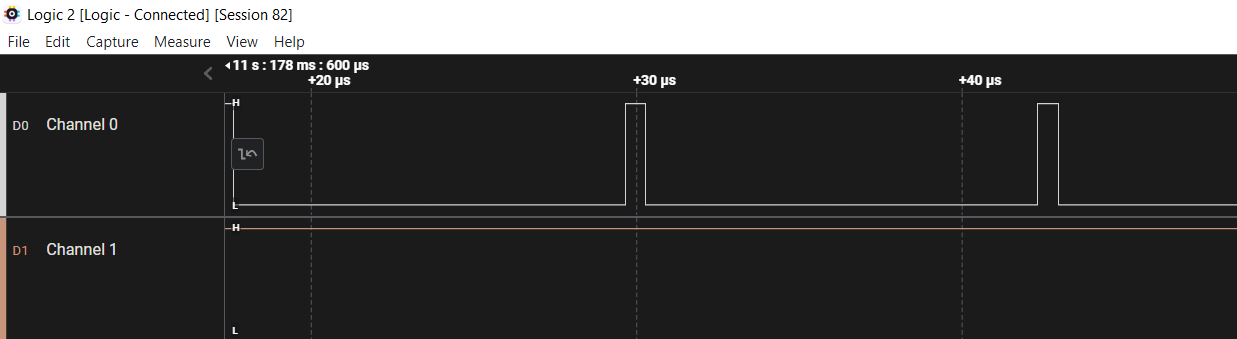 Logic 2 [Logic - Connected] [Session 82]
File Edit Capture Measure View Help
11 s : 178 ms : 600 µs
+20 µs +30 µs +40 µs
H
D0 Channel 0
L
H
D1 Channel 1
L